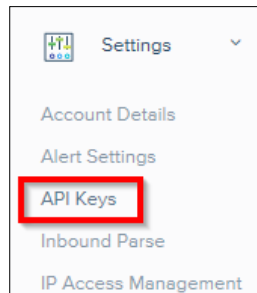 Settings
Account Details
Alert Settings
API Keys
Inbound Parse
IP Access Management